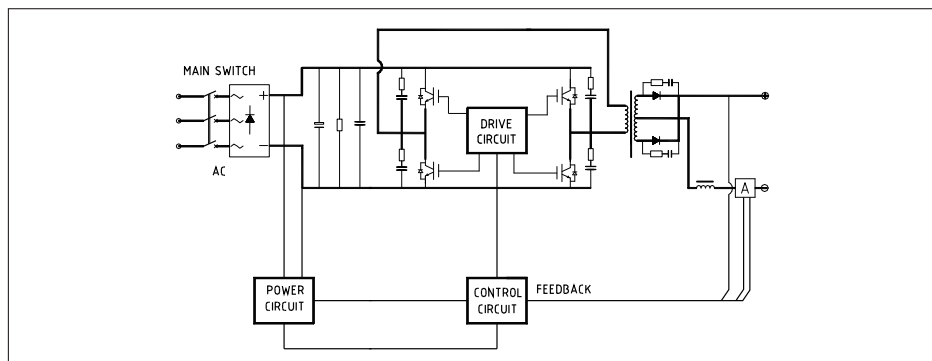 MAIN SWITCH
AC
DRIVE
CIRCUIT
A
POWER
CIRCUIT
CONTROL
CIRCUIT
FEEDBACK